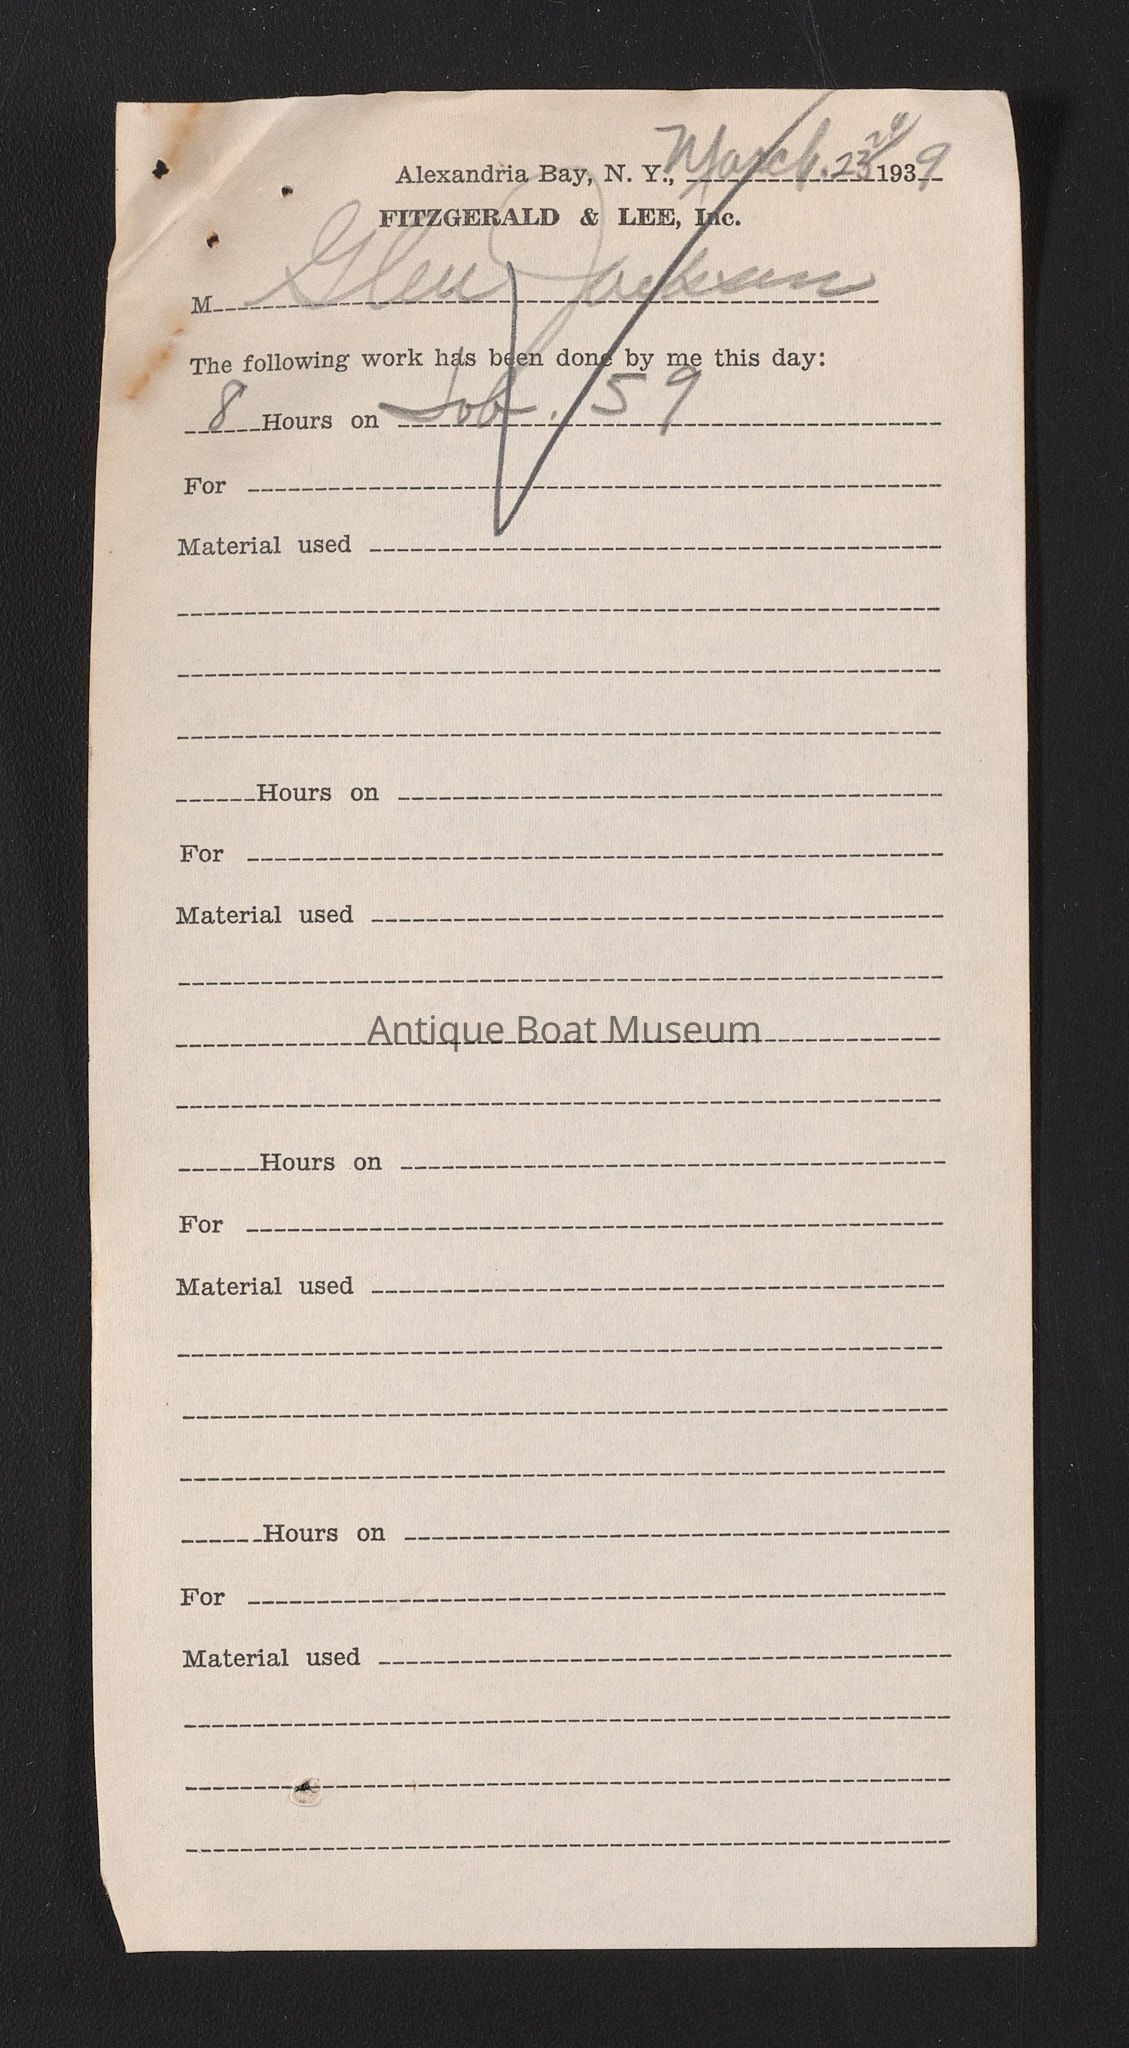 Alexandria Bay, N. Y., March. 23 1939
FITZGERALD & LEE, Inc.
M Glen Jackson
The following work has been done by me this day:
8 Hours on Job. 59
For
Material used
Hours on
For
Material used
Antique Boat Museum
Hours on
For
Material used
Hours on
For
Material used